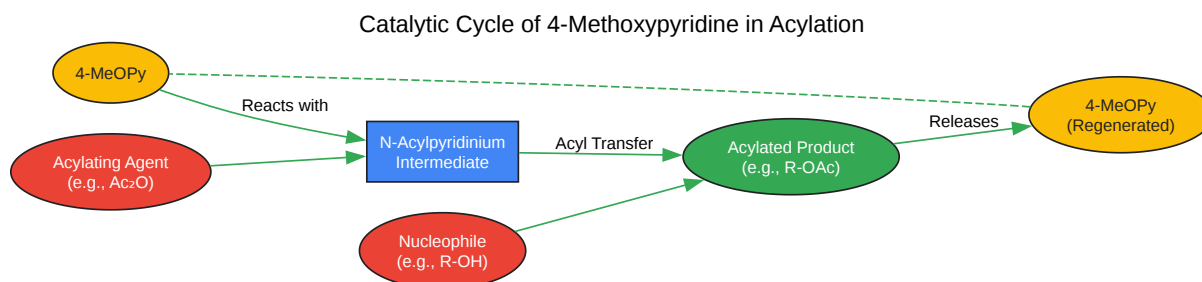 Catalytic Cycle of 4-Methoxypyridine in Acylation
4-MeOPy
Reacts with
Acylating Agent
(e.g., Ac₂O)
N-Acylpyridinium
Intermediate
Acyl Transfer
Nucleophile
(e.g., R-OH)
Acylated Product
(e.g., R-OAc)
Releases
4-MeOPy
(Regenerated)